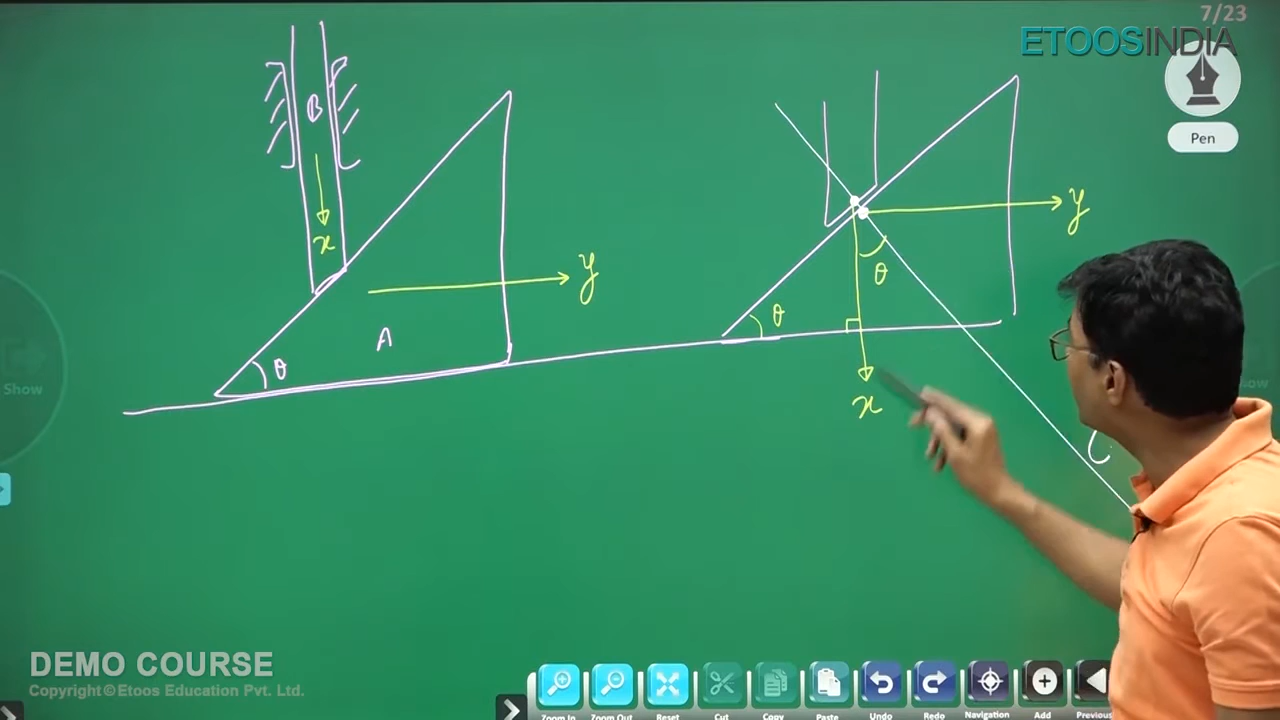 7/23
ETOOSINDIA
Pen
B
x
y
A
θ
y
θ
θ
x
Show
DEMO COURSE
Copyright © Etoos Education Pvt. Ltd.
Zoom In
Zoom Out
Reset
Cut
Copy
Paste
Undo
Redo
Navigation
Add
Previous